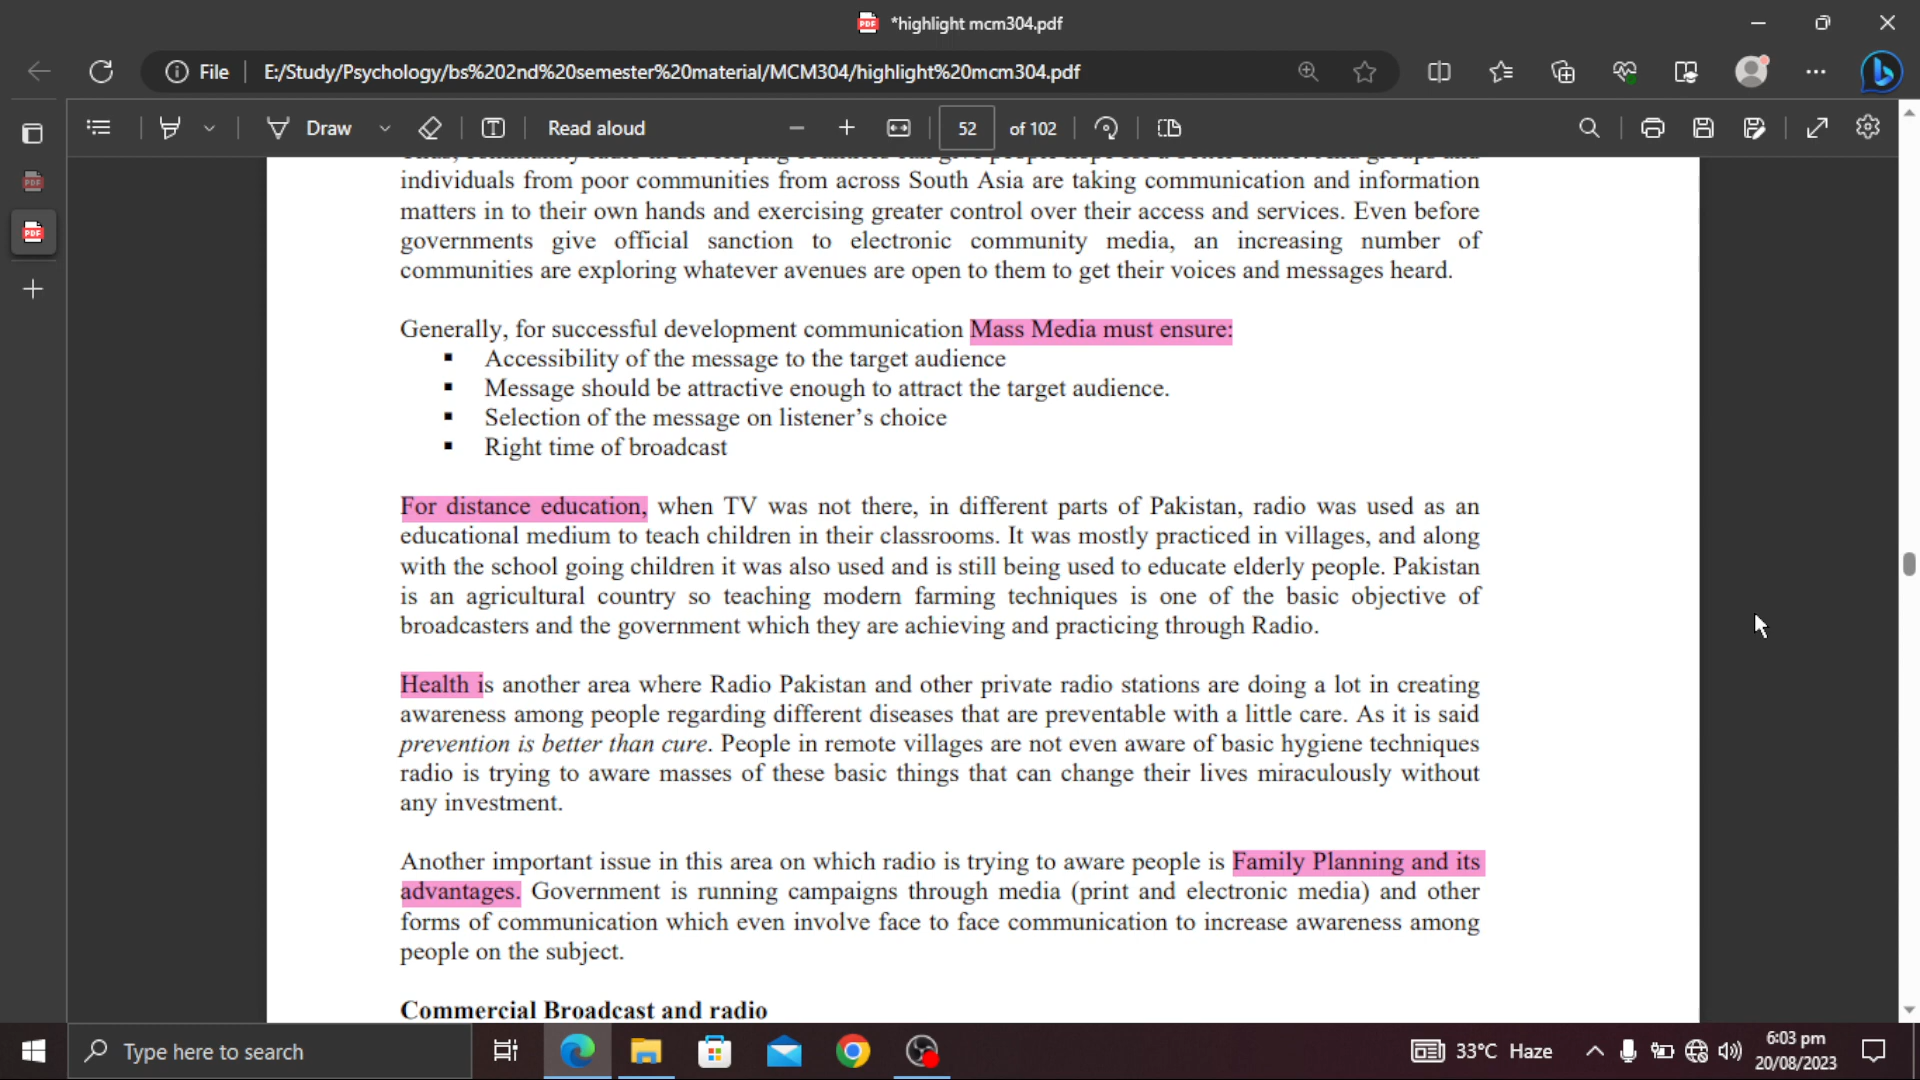 *highlight mcm304.pdf
File
E:/Study/Psychology/bs%202nd%20semester%20material/MCM304/highlight%20mcm304.pdf
Draw
Read aloud
52
of 102
individuals from poor communities from across South Asia are taking communication and information
matters in to their own hands and exercising greater control over their access and services. Even before
governments give official sanction to electronic community media, an increasing number of
communities are exploring whatever avenues are open to them to get their voices and messages heard.
Generally, for successful development communication Mass Media must ensure:
▪ Accessibility of the message to the target audience
▪ Message should be attractive enough to attract the target audience.
▪ Selection of the message on listener's choice
▪ Right time of broadcast
For distance education, when TV was not there, in different parts of Pakistan, radio was used as an
educational medium to teach children in their classrooms. It was mostly practiced in villages, and along
with the school going children it was also used and is still being used to educate elderly people. Pakistan
is an agricultural country so teaching modern farming techniques is one of the basic objective of
broadcasters and the government which they are achieving and practicing through Radio.
Health is another area where Radio Pakistan and other private radio stations are doing a lot in creating
awareness among people regarding different diseases that are preventable with a little care. As it is said
prevention is better than cure. People in remote villages are not even aware of basic hygiene techniques
radio is trying to aware masses of these basic things that can change their lives miraculously without
any investment.
Another important issue in this area on which radio is trying to aware people is Family Planning and its
advantages. Government is running campaigns through media (print and electronic media) and other
forms of communication which even involve face to face communication to increase awareness among
people on the subject.
Commercial Broadcast and radio
Type here to search
33°C Haze
6:03 pm
20/08/2023